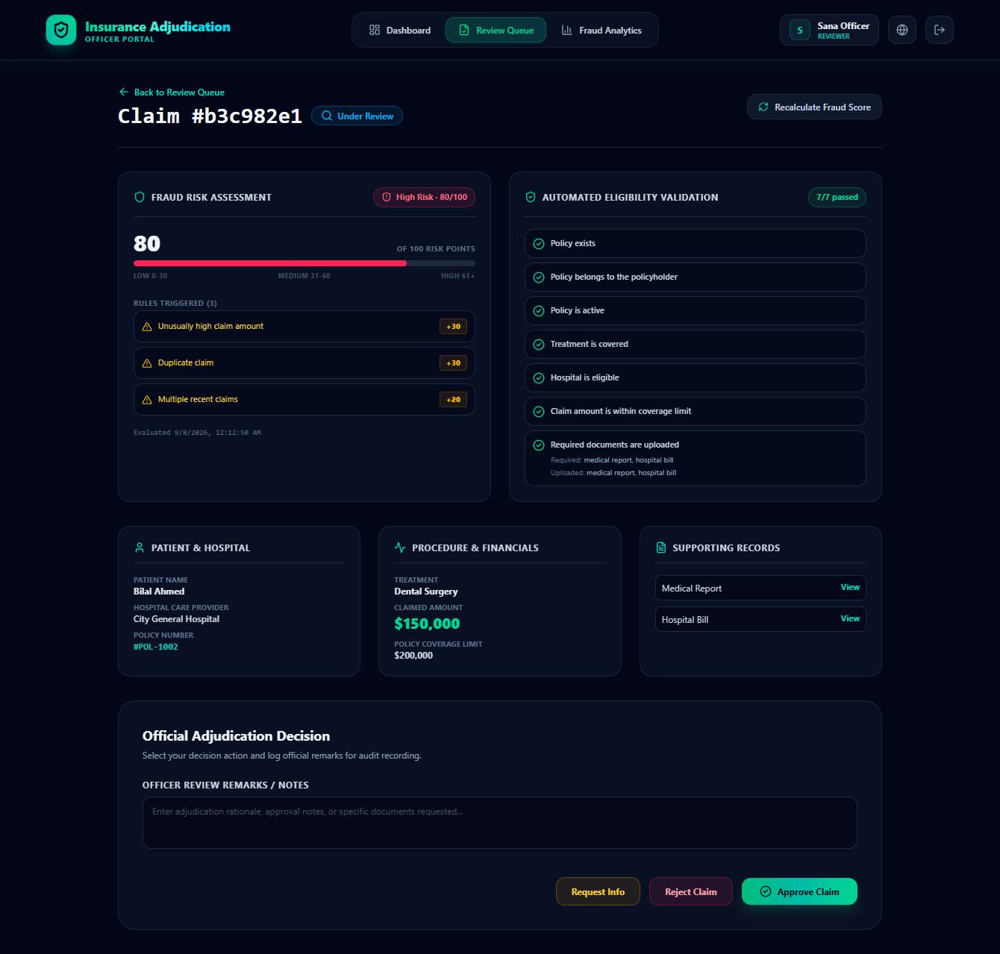 Insurance Adjudication
OFFICER PORTAL
Dashboard
Review Queue
Fraud Analytics
S
Sana Officer
REVIEWER
Back to Review Queue
Claim #b3c982e1
Under Review
Recalculate Fraud Score
FRAUD RISK ASSESSMENT
High Risk · 80/100
80
OF 100 RISK POINTS
LOW 0-30
MEDIUM 31-60
HIGH 61+
RULES TRIGGERED (3)
Unusually high claim amount
+30
Duplicate claim
+30
Multiple recent claims
+20
Evaluated 9/8/2026, 12:12:50 AM
AUTOMATED ELIGIBILITY VALIDATION
7/7 passed
Policy exists
Policy belongs to the policyholder
Policy is active
Treatment is covered
Hospital is eligible
Claim amount is within coverage limit
Required documents are uploaded
Required: medical report, hospital bill
Uploaded: medical report, hospital bill
PATIENT & HOSPITAL
PATIENT NAME
Bilal Ahmed
HOSPITAL CARE PROVIDER
City General Hospital
POLICY NUMBER
#POL-1002
PROCEDURE & FINANCIALS
TREATMENT
Dental Surgery
CLAIMED AMOUNT
$150,000
POLICY COVERAGE LIMIT
$200,000
SUPPORTING RECORDS
Medical Report
View
Hospital Bill
View
Official Adjudication Decision
Select your decision action and log official remarks for audit recording.
OFFICER REVIEW REMARKS / NOTES
Enter adjudication rationale, approval notes, or specific documents requested...
Request Info
Reject Claim
Approve Claim